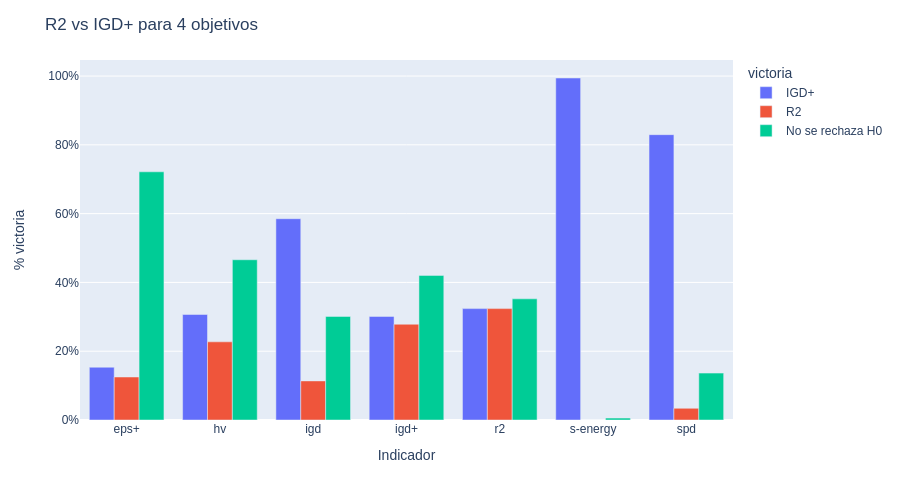 R2 vs IGD+ para 4 objetivos
100%
80%
60%
40%
20%
0%
% victoria
eps+
hv
igd
igd+
r2
s-energy
spd
Indicador
victoria
IGD+
R2
No se rechaza H0